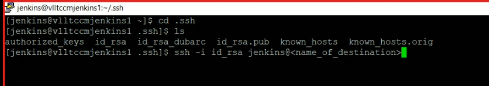 jenkins@vlltccmjenkins1:~/.ssh
[jenkins@vlltccmjenkins1 ~]$ cd .ssh
[jenkins@vlltccmjenkins1 .ssh]$ ls
authorized_keys id_rsa id_rsa_dubarc id_rsa.pub known_hosts known_hosts.orig
[jenkins@vlltccmjenkins1 .ssh]$ ssh -i id_rsa jenkins@<name_of_destination>